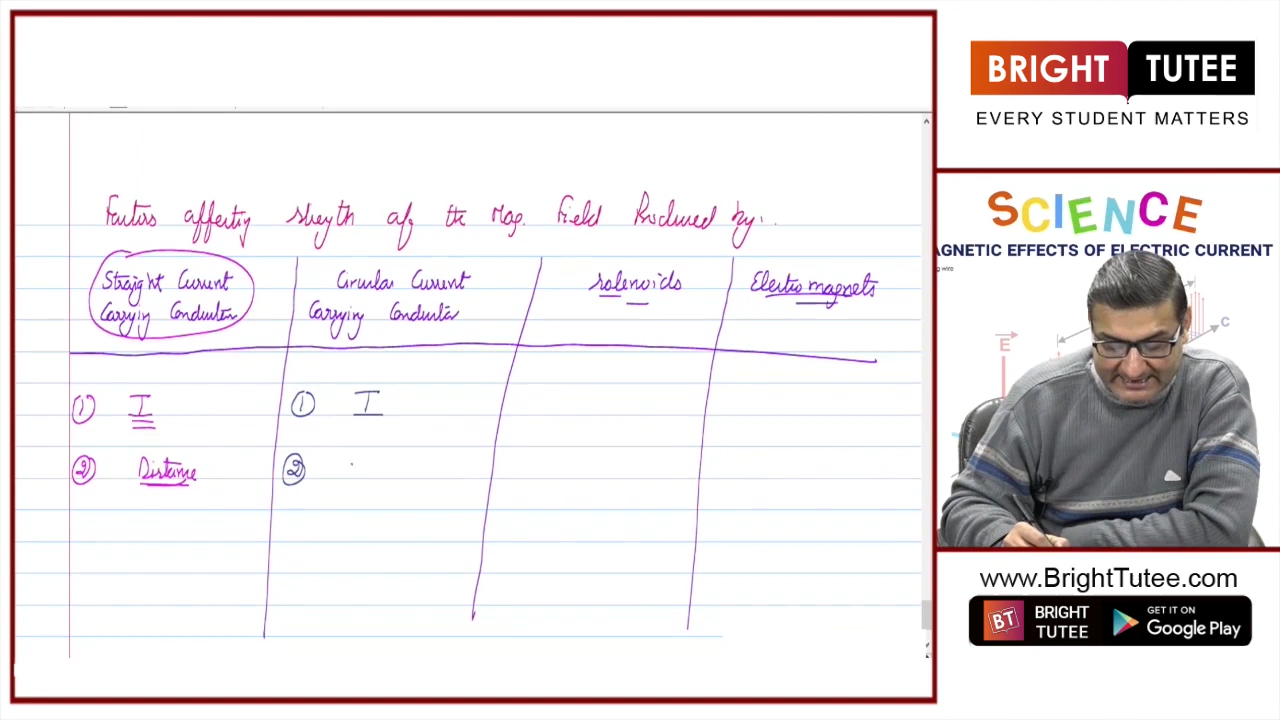 BRIGHT TUTEE
EVERY STUDENT MATTERS
SCIENCE
AGNETIC EFFECTS OF ELECTRIC CURRENT
ng wire
E
C
Factors affecting strength of the Mag. Field Produced by:
Straight Current Carrying Conductor
Circular Current Carrying Conductor
solenoids
Electromagnets
① I
② Distance
① I
②
www.BrightTutee.com
BT BRIGHT TUTEE
GET IT ON
Google Play